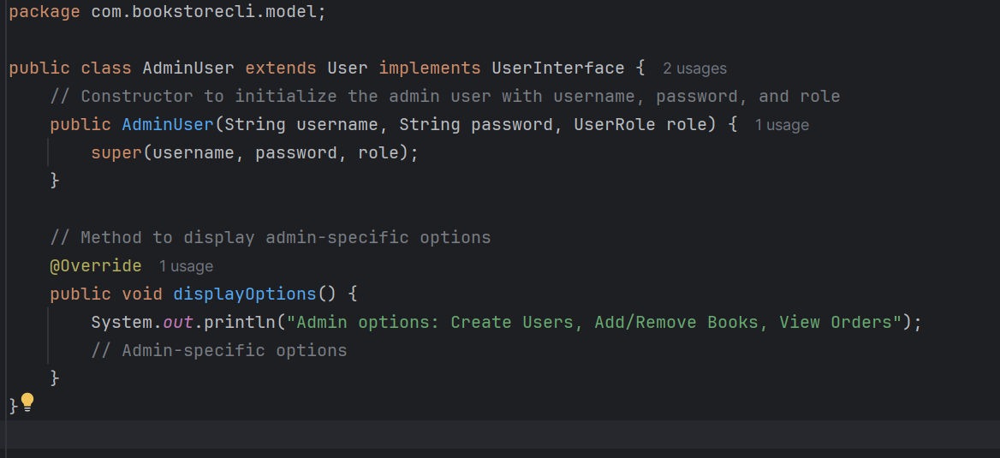 package com.bookstorecli.model;
public class AdminUser extends User implements UserInterface { 2 usages
// Constructor to initialize the admin user with username, password, and role
public AdminUser(String username, String password, UserRole role) { 1 usage
super(username, password, role);
}
// Method to display admin-specific options
@Override 1 usage
public void displayOptions() {
System.out.println("Admin options: Create Users, Add/Remove Books, View Orders");
// Admin-specific options
}
}